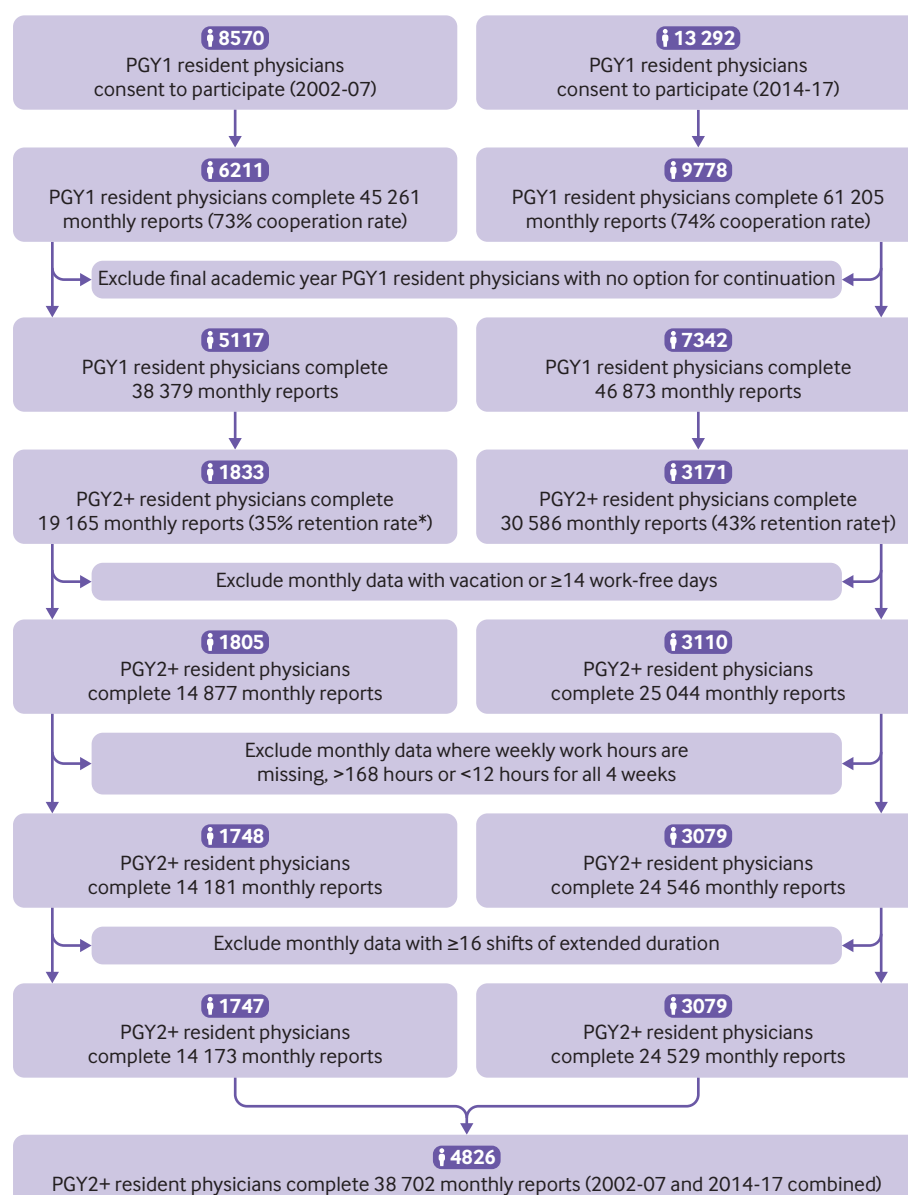 8570
PGY1 resident physicians
consent to participate (2002-07)
13 292
PGY1 resident physicians
consent to participate (2014-17)
6211
PGY1 resident physicians complete 45 261
monthly reports (73% cooperation rate)
9778
PGY1 resident physicians complete 61 205
monthly reports (74% cooperation rate)
Exclude final academic year PGY1 resident physicians with no option for continuation
5117
PGY1 resident physicians complete
38 379 monthly reports
7342
PGY1 resident physicians complete
46 873 monthly reports
1833
PGY2+ resident physicians complete
19 165 monthly reports (35% retention rate*)
3171
PGY2+ resident physicians complete
30 586 monthly reports (43% retention rate†)
Exclude monthly data with vacation or ≥14 work-free days
1805
PGY2+ resident physicians
complete 14 877 monthly reports
3110
PGY2+ resident physicians
complete 25 044 monthly reports
Exclude monthly data where weekly work hours are
missing, >168 hours or <12 hours for all 4 weeks
1748
PGY2+ resident physicians
complete 14 181 monthly reports
3079
PGY2+ resident physicians
complete 24 546 monthly reports
Exclude monthly data with ≥16 shifts of extended duration
1747
PGY2+ resident physicians
complete 14 173 monthly reports
3079
PGY2+ resident physicians
complete 24 529 monthly reports
4826
PGY2+ resident physicians complete 38 702 monthly reports (2002-07 and 2014-17 combined)